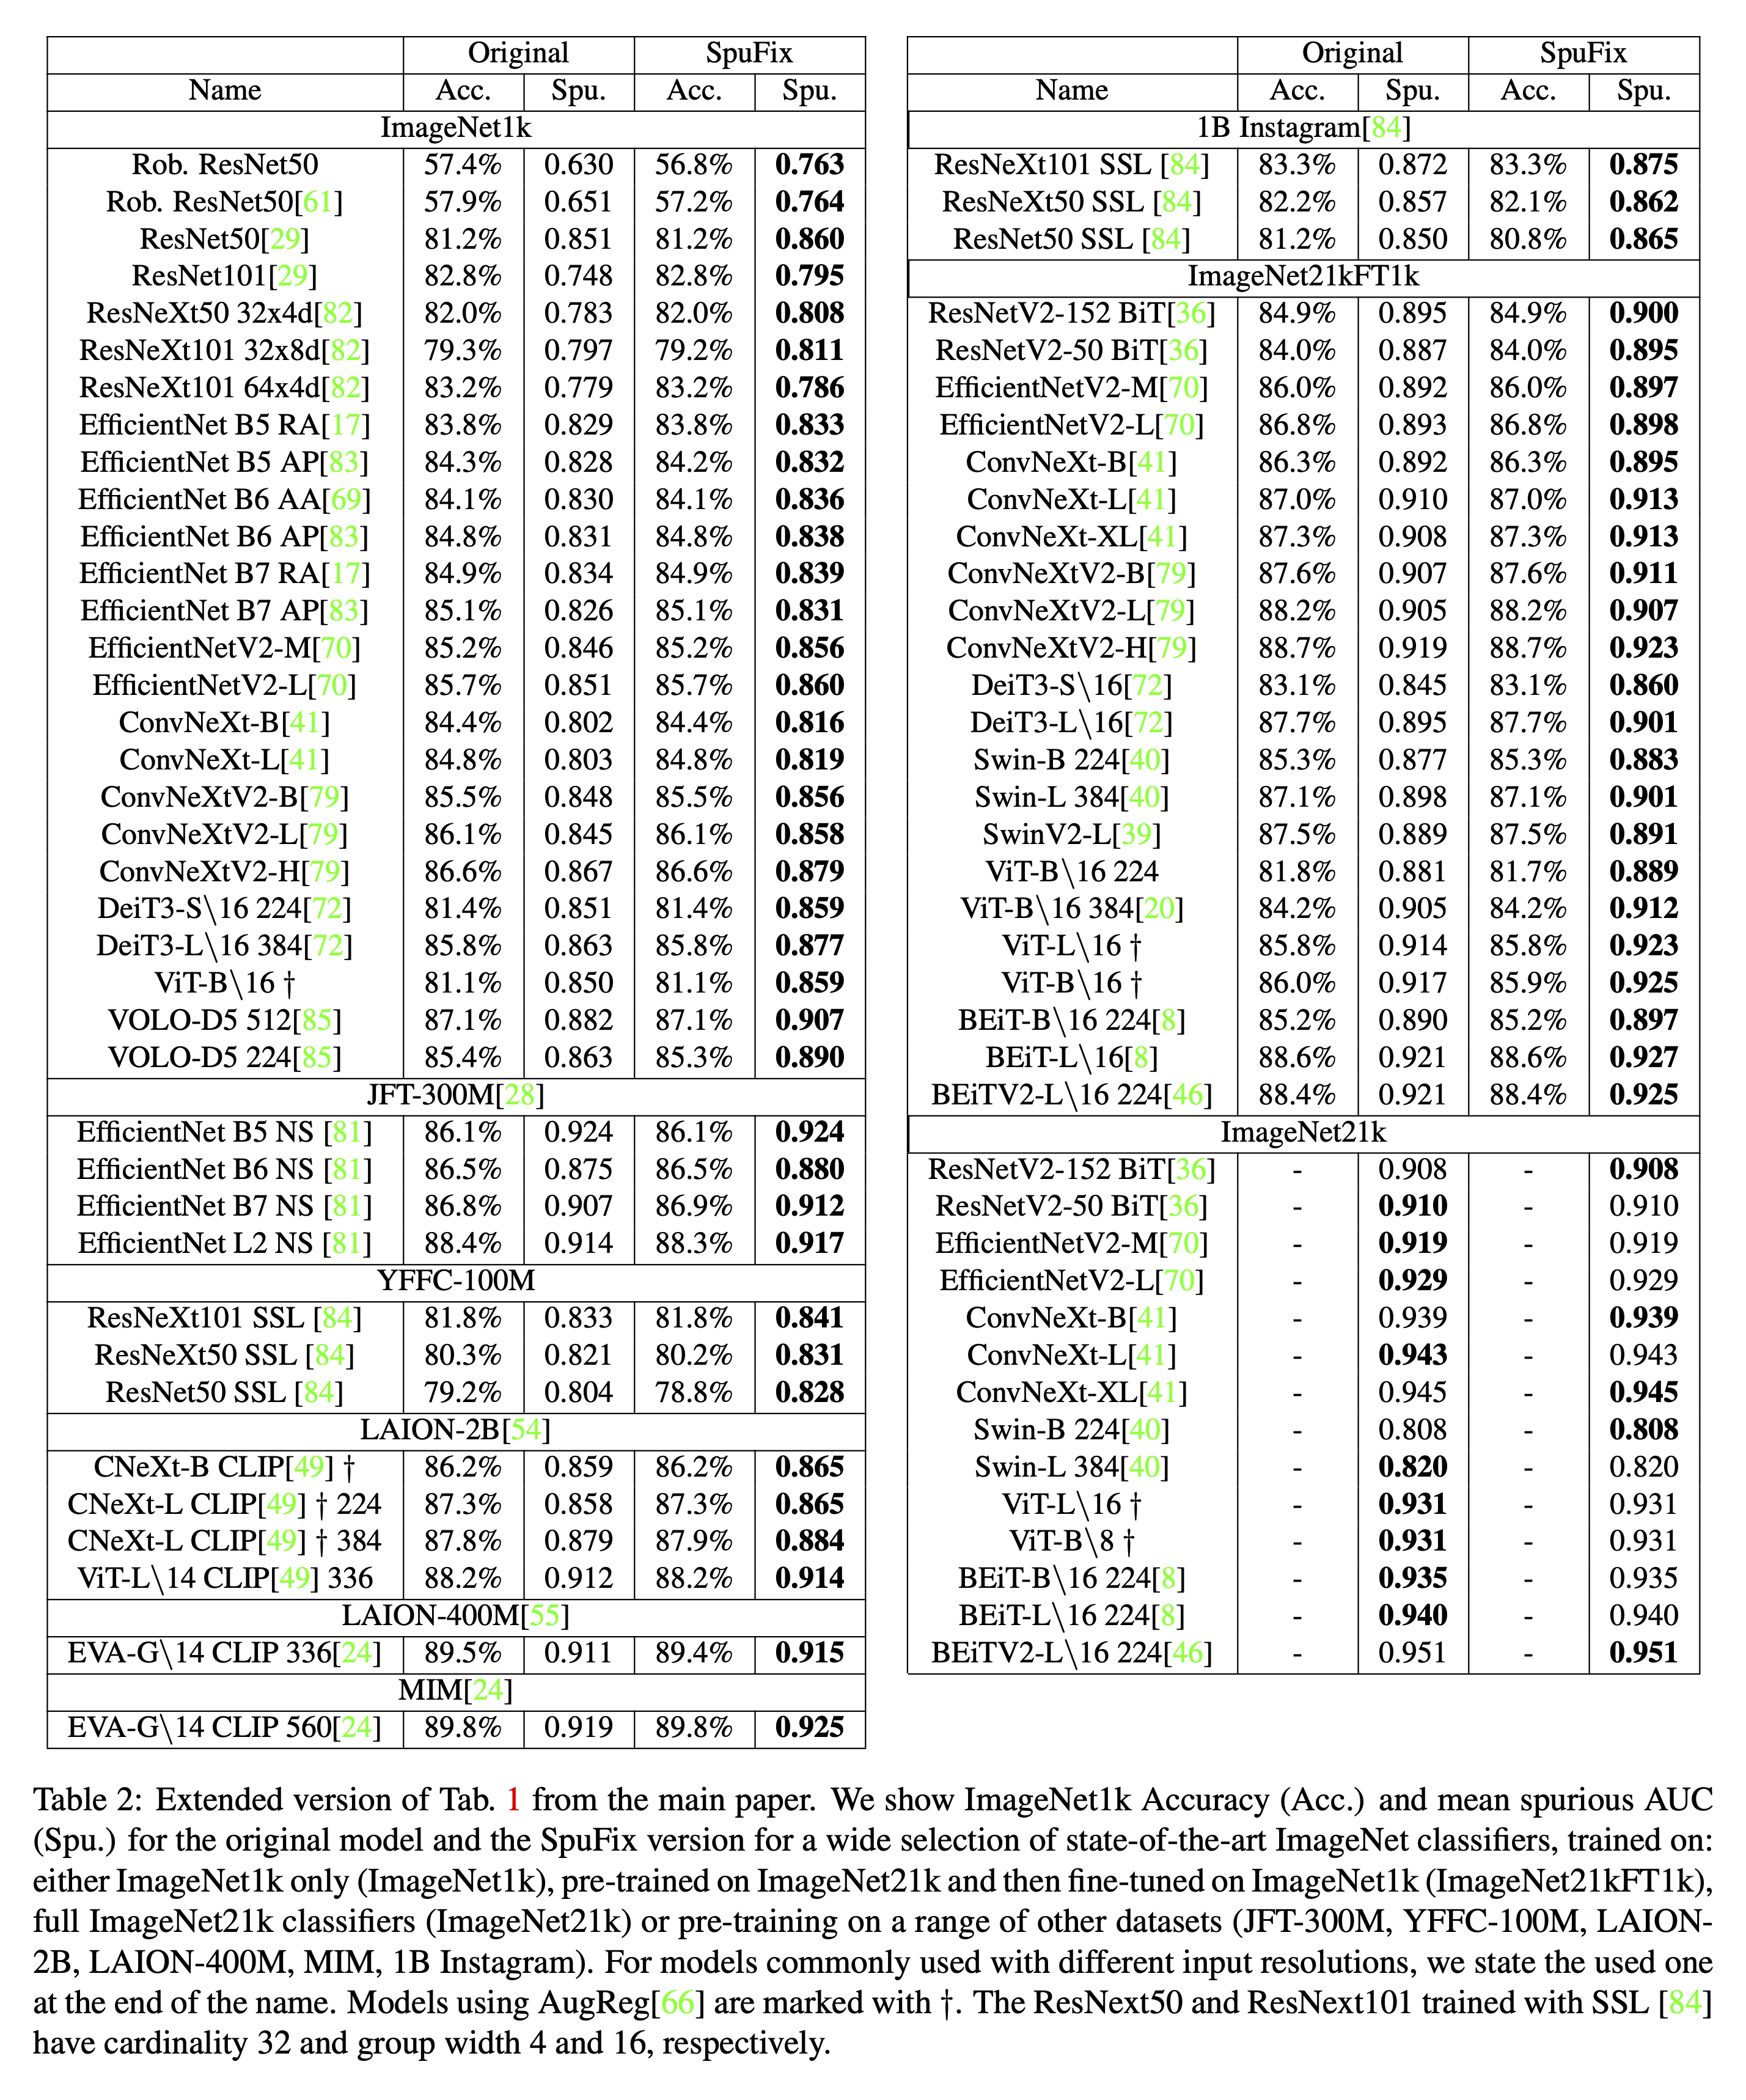 Original SpuFix
Name Acc. Spu. Acc. Spu.
ImageNet1k
Rob. ResNet50 57.4% 0.630 56.8% 0.763
Rob. ResNet50[61] 57.9% 0.651 57.2% 0.764
ResNet50[29] 81.2% 0.851 81.2% 0.860
ResNet101[29] 82.8% 0.748 82.8% 0.795
ResNeXt50 32x4d[82] 82.0% 0.783 82.0% 0.808
ResNeXt101 32x8d[82] 79.3% 0.797 79.2% 0.811
ResNeXt101 64x4d[82] 83.2% 0.779 83.2% 0.786
EfficientNet B5 RA[17] 83.8% 0.829 83.8% 0.833
EfficientNet B5 AP[83] 84.3% 0.828 84.2% 0.832
EfficientNet B6 AA[69] 84.1% 0.830 84.1% 0.836
EfficientNet B6 AP[83] 84.8% 0.831 84.8% 0.838
EfficientNet B7 RA[17] 84.9% 0.834 84.9% 0.839
EfficientNet B7 AP[83] 85.1% 0.826 85.1% 0.831
EfficientNetV2-M[70] 85.2% 0.846 85.2% 0.856
EfficientNetV2-L[70] 85.7% 0.851 85.7% 0.860
ConvNeXt-B[41] 84.4% 0.802 84.4% 0.816
ConvNeXt-L[41] 84.8% 0.803 84.8% 0.819
ConvNeXtV2-B[79] 85.5% 0.848 85.5% 0.856
ConvNeXtV2-L[79] 86.1% 0.845 86.1% 0.858
ConvNeXtV2-H[79] 86.6% 0.867 86.6% 0.879
DeiT3-S\16 224[72] 81.4% 0.851 81.4% 0.859
DeiT3-L\16 384[72] 85.8% 0.863 85.8% 0.877
ViT-B\16 † 81.1% 0.850 81.1% 0.859
VOLO-D5 512[85] 87.1% 0.882 87.1% 0.907
VOLO-D5 224[85] 85.4% 0.863 85.3% 0.890
JFT-300M[28]
EfficientNet B5 NS [81] 86.1% 0.924 86.1% 0.924
EfficientNet B6 NS [81] 86.5% 0.875 86.5% 0.880
EfficientNet B7 NS [81] 86.8% 0.907 86.9% 0.912
EfficientNet L2 NS [81] 88.4% 0.914 88.3% 0.917
YFFC-100M
ResNeXt101 SSL [84] 81.8% 0.833 81.8% 0.841
ResNeXt50 SSL [84] 80.3% 0.821 80.2% 0.831
ResNet50 SSL [84] 79.2% 0.804 78.8% 0.828
LAION-2B[54]
CNeXt-B CLIP[49] † 86.2% 0.859 86.2% 0.865
CNeXt-L CLIP[49] † 224 87.3% 0.858 87.3% 0.865
CNeXt-L CLIP[49] † 384 87.8% 0.879 87.9% 0.884
ViT-L\14 CLIP[49] 336 88.2% 0.912 88.2% 0.914
LAION-400M[55]
EVA-G\14 CLIP 336[24] 89.5% 0.911 89.4% 0.915
MIM[24]
EVA-G\14 CLIP 560[24] 89.8% 0.919 89.8% 0.925
Original SpuFix
Name Acc. Spu. Acc. Spu.
1B Instagram[84]
ResNeXt101 SSL [84] 83.3% 0.872 83.3% 0.875
ResNeXt50 SSL [84] 82.2% 0.857 82.1% 0.862
ResNet50 SSL [84] 81.2% 0.850 80.8% 0.865
ImageNet21kFT1k
ResNetV2-152 BiT[36] 84.9% 0.895 84.9% 0.900
ResNetV2-50 BiT[36] 84.0% 0.887 84.0% 0.895
EfficientNetV2-M[70] 86.0% 0.892 86.0% 0.897
EfficientNetV2-L[70] 86.8% 0.893 86.8% 0.898
ConvNeXt-B[41] 86.3% 0.892 86.3% 0.895
ConvNeXt-L[41] 87.0% 0.910 87.0% 0.913
ConvNeXt-XL[41] 87.3% 0.908 87.3% 0.913
ConvNeXtV2-B[79] 87.6% 0.907 87.6% 0.911
ConvNeXtV2-L[79] 88.2% 0.905 88.2% 0.907
ConvNeXtV2-H[79] 88.7% 0.919 88.7% 0.923
DeiT3-S\16[72] 83.1% 0.845 83.1% 0.860
DeiT3-L\16[72] 87.7% 0.895 87.7% 0.901
Swin-B 224[40] 85.3% 0.877 85.3% 0.883
Swin-L 384[40] 87.1% 0.898 87.1% 0.901
SwinV2-L[39] 87.5% 0.889 87.5% 0.891
ViT-B\16 224 81.8% 0.881 81.7% 0.889
ViT-B\16 384[20] 84.2% 0.905 84.2% 0.912
ViT-L\16 † 85.8% 0.914 85.8% 0.923
ViT-B\16 † 86.0% 0.917 85.9% 0.925
BEiT-B\16 224[8] 85.2% 0.890 85.2% 0.897
BEiT-L\16[8] 88.6% 0.921 88.6% 0.927
BEiTV2-L\16 224[46] 88.4% 0.921 88.4% 0.925
ImageNet21k
ResNetV2-152 BiT[36] - 0.908 - 0.908
ResNetV2-50 BiT[36] - 0.910 - 0.910
EfficientNetV2-M[70] - 0.919 - 0.919
EfficientNetV2-L[70] - 0.929 - 0.929
ConvNeXt-B[41] - 0.939 - 0.939
ConvNeXt-L[41] - 0.943 - 0.943
ConvNeXt-XL[41] - 0.945 - 0.945
Swin-B 224[40] - 0.808 - 0.808
Swin-L 384[40] - 0.820 - 0.820
ViT-L\16 † - 0.931 - 0.931
ViT-B\8 † - 0.931 - 0.931
BEiT-B\16 224[8] - 0.935 - 0.935
BEiT-L\16 224[8] - 0.940 - 0.940
BEiTV2-L\16 224[46] - 0.951 - 0.951
Table 2: Extended version of Tab. 1 from the main paper. We show ImageNet1k Accuracy (Acc.) and mean spurious AUC
(Spu.) for the original model and the SpuFix version for a wide selection of state-of-the-art ImageNet classifiers, trained on:
either ImageNet1k only (ImageNet1k), pre-trained on ImageNet21k and then fine-tuned on ImageNet1k (ImageNet21kFT1k),
full ImageNet21k classifiers (ImageNet21k) or pre-training on a range of other datasets (JFT-300M, YFFC-100M, LAION-
2B, LAION-400M, MIM, 1B Instagram). For models commonly used with different input resolutions, we state the used one
at the end of the name. Models using AugReg[66] are marked with †. The ResNext50 and ResNext101 trained with SSL [84]
have cardinality 32 and group width 4 and 16, respectively.